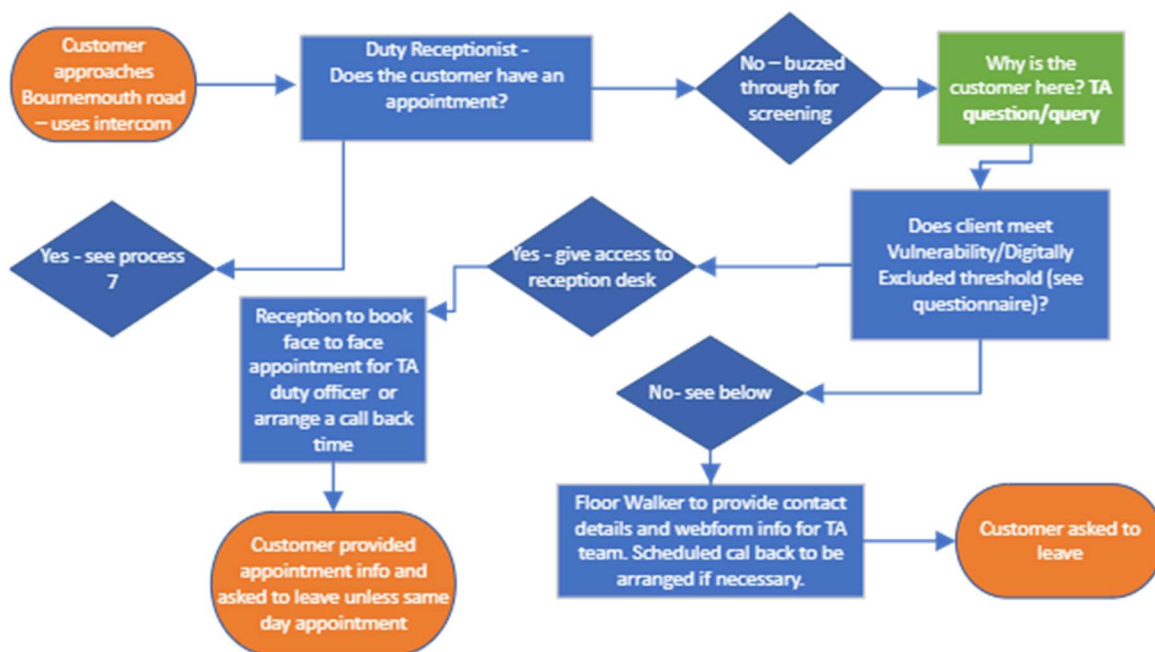 Customer
approaches
Bournemouth road
– uses intercom
Duty Receptionist -
Does the customer have an
appointment?
No – buzzed
through for
screening
Why is the
customer here? TA
question/query
Yes - see process
7
Yes - give access to
reception desk
Does client meet
Vulnerability/Digitally
Excluded threshold (see
questionnaire)?
Reception to book
face to face
appointment for TA
duty officer or
arrange a call back
time
No- see below
Customer provided
appointment info and
asked to leave unless same
day appointment
Floor Walker to provide contact
details and webform info for TA
team. Scheduled cal back to be
arranged if necessary.
Customer asked to
leave